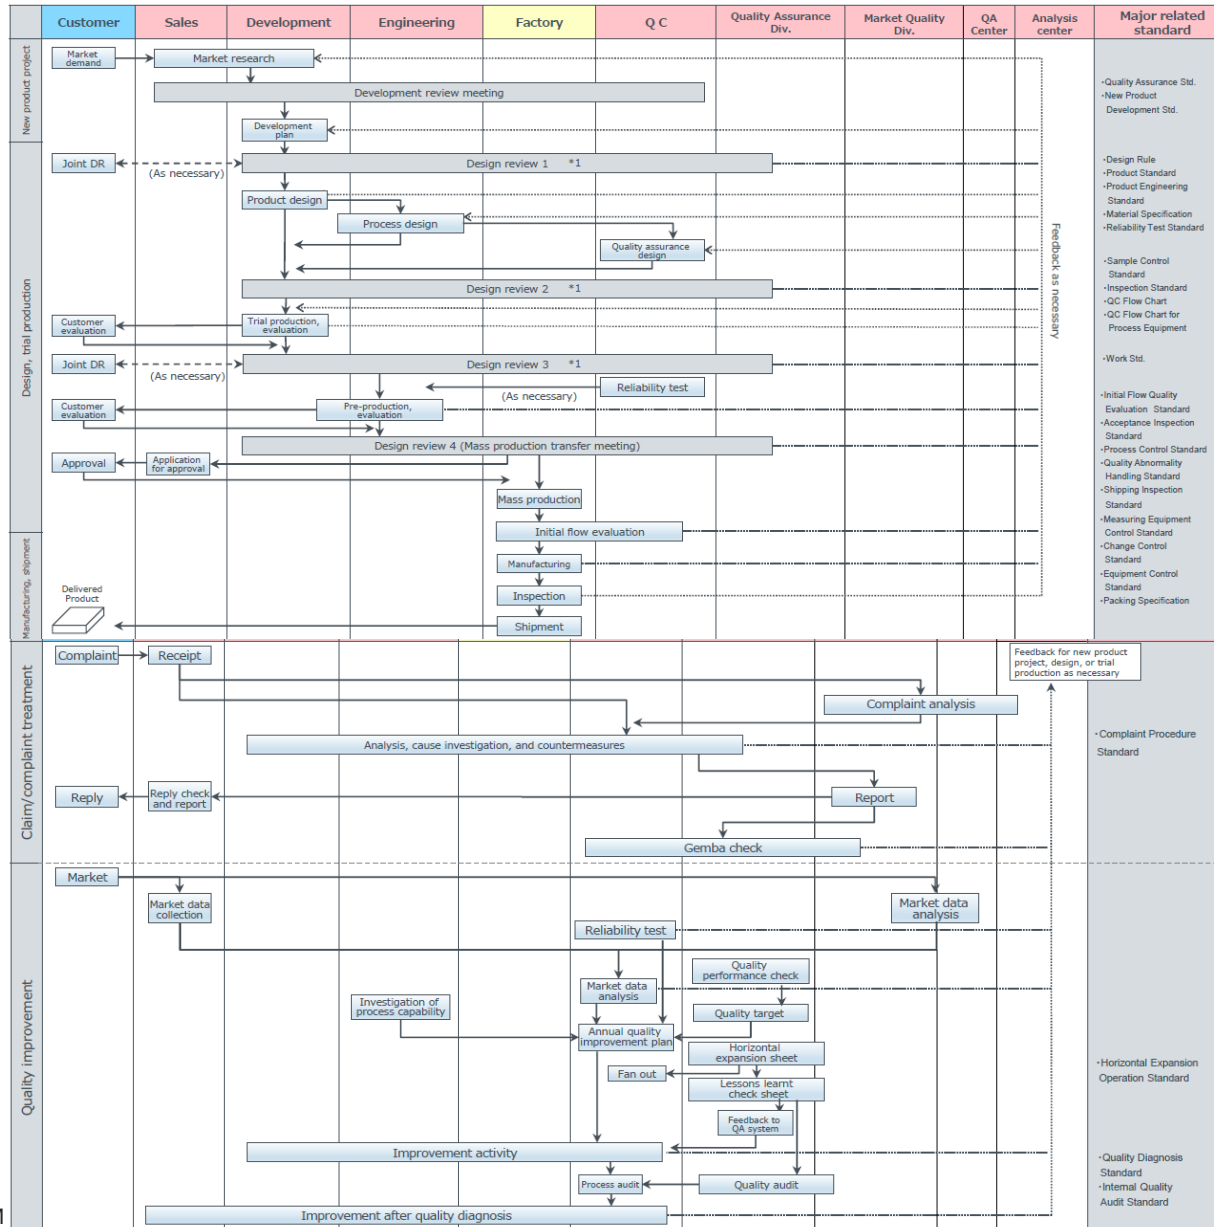 Customer
Sales
Development
Engineering
Factory
Q C
Quality Assurance
Div.
Market Quality
Div.
QA
Center
Analysis
center
Major related
standard
New product project
Market
demand
Market research
Development review meeting
Development
plan
・Quality Assurance Std.
・New Product
Development Std.
Design, trial production
Joint DR
(As necessary)
Design review 1 *1
Product design
Process design
Quality assurance
design
Design review 2 *1
Customer
evaluation
Trial production,
evaluation
Joint DR
(As necessary)
Design review 3 *1
Reliability test
(As necessary)
Customer
evaluation
Pre-production,
evaluation
Design review 4 (Mass production transfer meeting)
Approval
Application
for approval
Mass production
Initial flow evaluation
Feedback as necessary
・Design Rule
・Product Standard
・Product Engineering
Standard
・Material Specification
・Reliability Test Standard
・Sample Control
Standard
・Inspection Standard
・QC Flow Chart
・QC Flow Chart for
Process Equipment
・Work Std.
・Initial Flow Quality
Evaluation Standard
・Acceptance Inspection
Standard
・Process Control Standard
・Quality Abnormality
Handling Standard
・Shipping Inspection
Standard
・Measuring Equipment
Control Standard
・Change Control
Standard
・Equipment Control
Standard
・Packing Specification
Manufacturing, shipment
Manufacturing
Inspection
Delivered
Product
Shipment
Claim/complaint treatment
Complaint
Receipt
Feedback for new product
project, design, or trial
production as necessary
Complaint analysis
Analysis, cause investigation, and countermeasures
・Complaint Procedure
Standard
Reply
Reply check
and report
Report
Gemba check
Quality improvement
Market
Market data
collection
Market data
analysis
Reliability test
Quality
performance check
Market data
analysis
Investigation of
process capability
Quality target
Annual quality
improvement plan
Horizontal
expansion sheet
Fan out
Lessons learnt
check sheet
Feedback to
QA system
Improvement activity
Process audit
Quality audit
Improvement after quality diagnosis
・Horizontal Expansion
Operation Standard
・Quality Diagnosis
Standard
・Internal Quality
Audit Standard